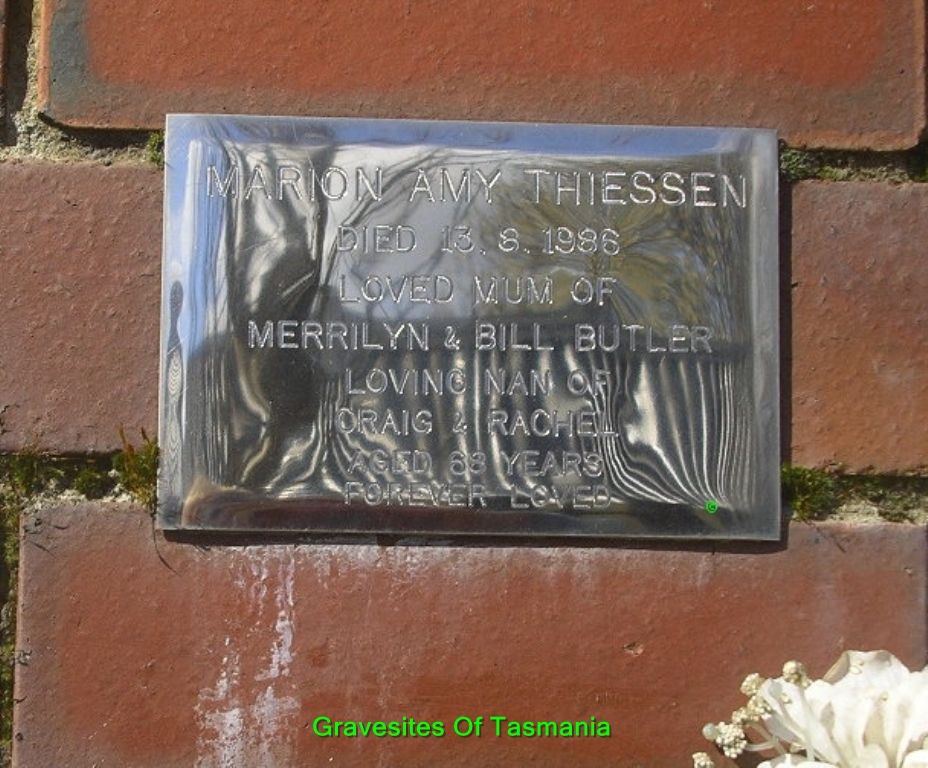 MARION AMY THIESSEN
DIED 13. 8. 1986
LOVED MUM OF
MERRILYN & BILL BUTLER
LOVING NAN OF
CRAIG & RACHEL
AGED 68 YEARS
FOREVER LOVED
©
Gravesites Of Tasmania